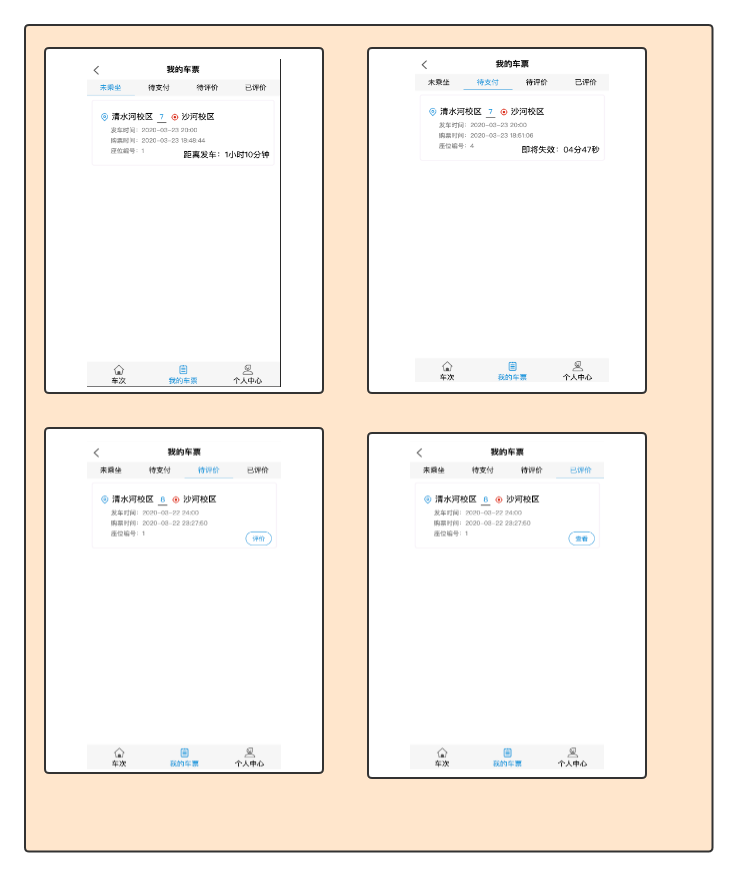 我的车票
未乘坐 待支付 待评价 已评价
清水河校区 7 沙河校区
发车时间：2020-03-23 20:00
购票时间：2020-03-23 18:48:44
座位编号：1
距离发车：1小时10分钟
车次 我的车票 个人中心
我的车票
未乘坐 待支付 待评价 已评价
清水河校区 7 沙河校区
发车时间：2020-03-23 20:00
购票时间：2020-03-23 18:51:06
座位编号：4
即将失效：04分47秒
车次 我的车票 个人中心
我的车票
未乘坐 待支付 待评价 已评价
清水河校区 8 沙河校区
发车时间：2020-03-22 24:00
购票时间：2020-03-22 23:27:50
座位编号：1
评价
车次 我的车票 个人中心
我的车票
未乘坐 待支付 待评价 已评价
清水河校区 8 沙河校区
发车时间：2020-03-22 24:00
购票时间：2020-03-22 23:27:50
座位编号：1
查看
车次 我的车票 个人中心